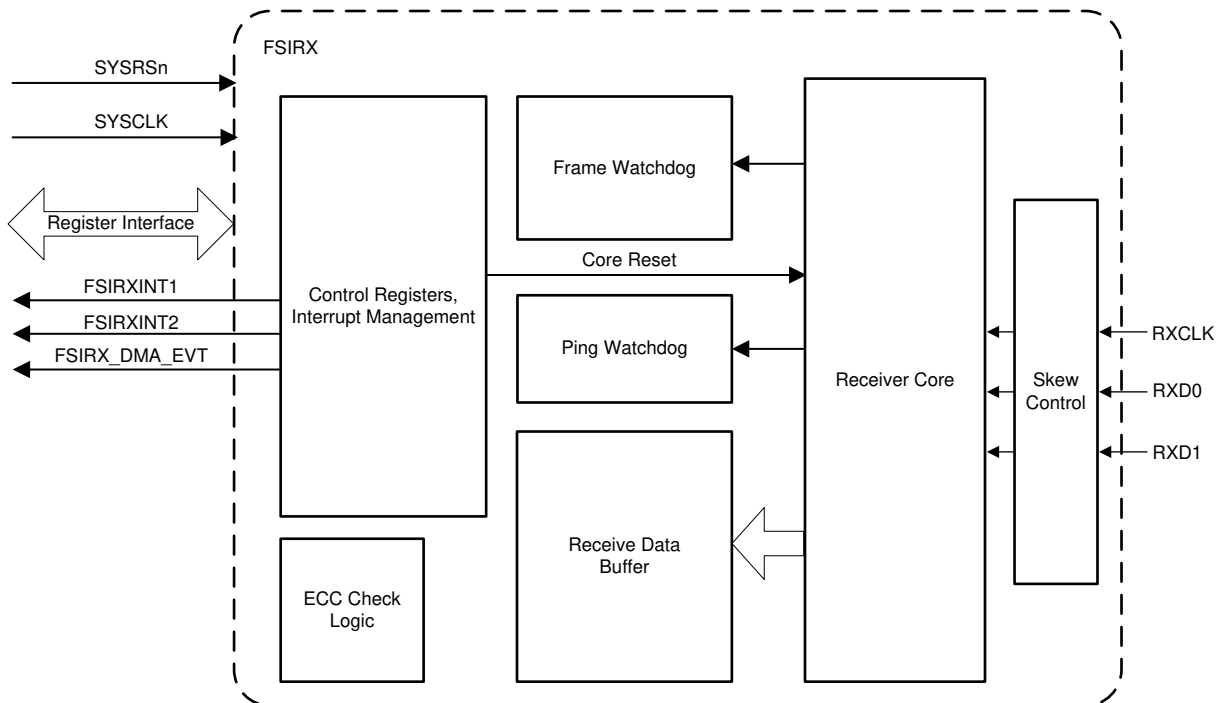 FSIRX
SYSRSn
SYSCLK
Register Interface
FSIRXINT1
FSIRXINT2
FSIRX_DMA_EVT
Control Registers,
Interrupt Management
ECC Check
Logic
Frame Watchdog
Core Reset
Ping Watchdog
Receive Data
Buffer
Receiver Core
Skew
Control
RXCLK
RXD0
RXD1